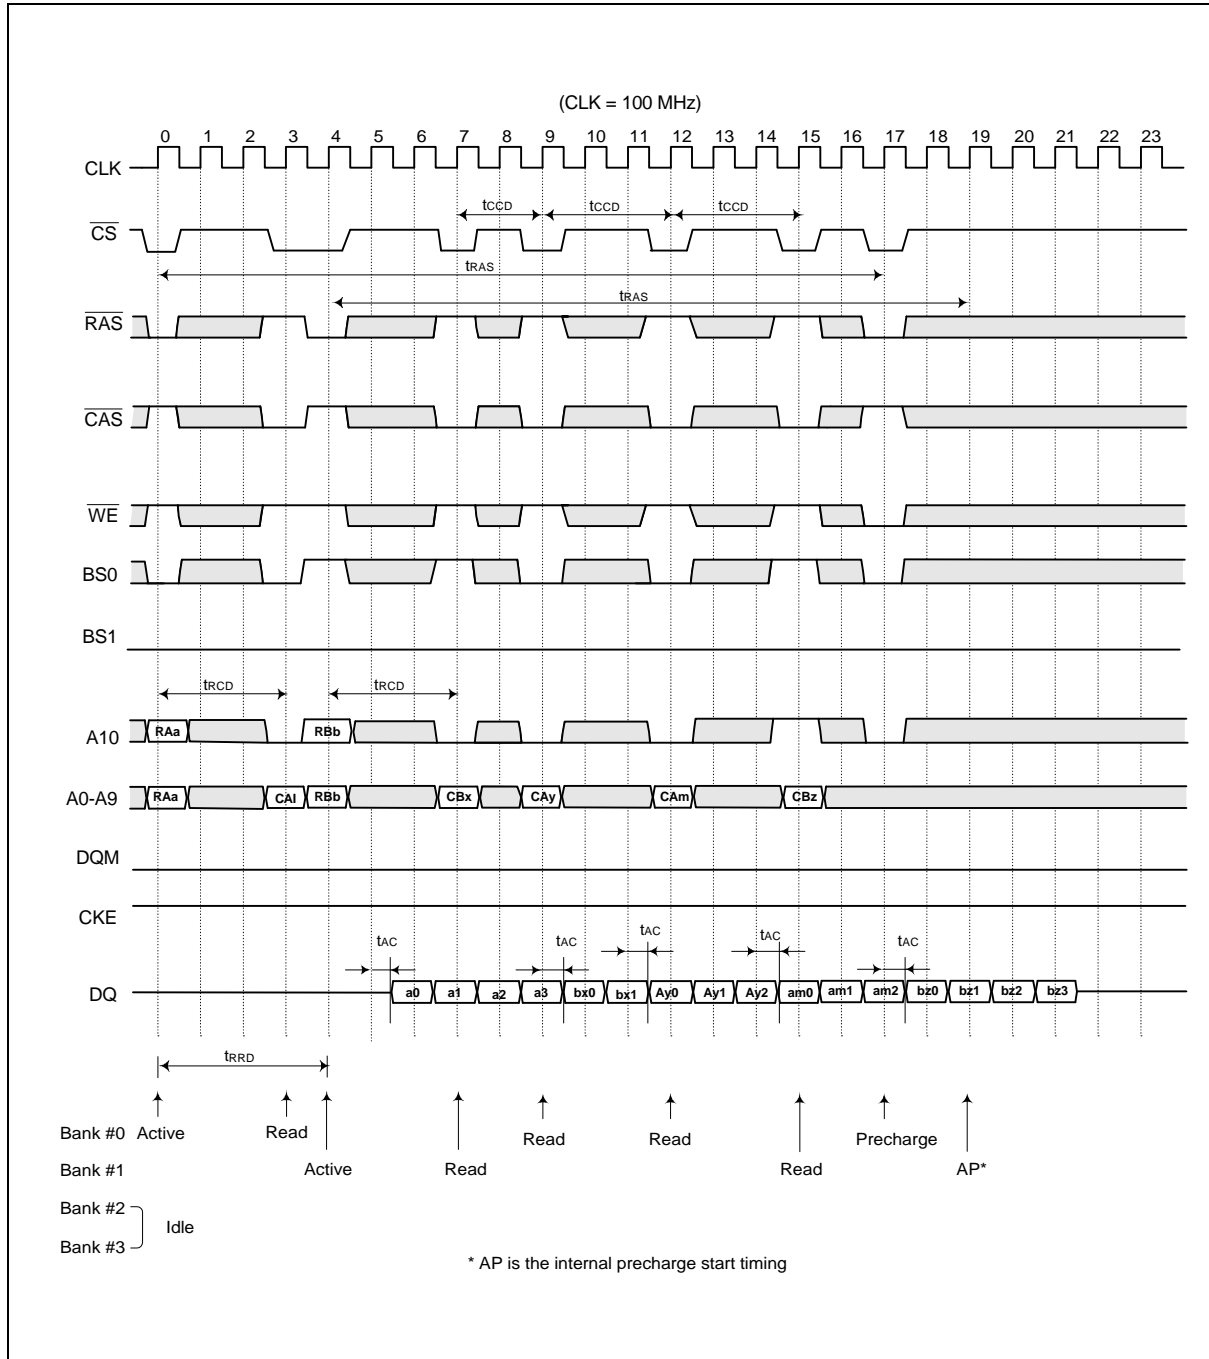 (CLK = 100 MHz)
0 1 2 3 4 5 6 7 8 9 10 11 12 13 14 15 16 17 18 19 20 21 22 23
CLK
tCCD tCCD tCCD
CS
tRAS
tRAS
RAS
CAS
WE
BS0
BS1
tRCD tRCD
A10 RAa RBb
A0-A9 RAa CAI RBb CBx CAy CAm CBz
DQM
CKE
tAC tAC tAC tAC tAC
DQ a0 a1 a2 a3 bx0 bx1 Ay0 Ay1 Ay2 am0 am1 am2 bz0 bz1 bz2 bz3
tRRD
Bank #0 Active Read Read Read Precharge
Bank #1 Active Read Read AP*
Bank #2
Idle
Bank #3
* AP is the internal precharge start timing